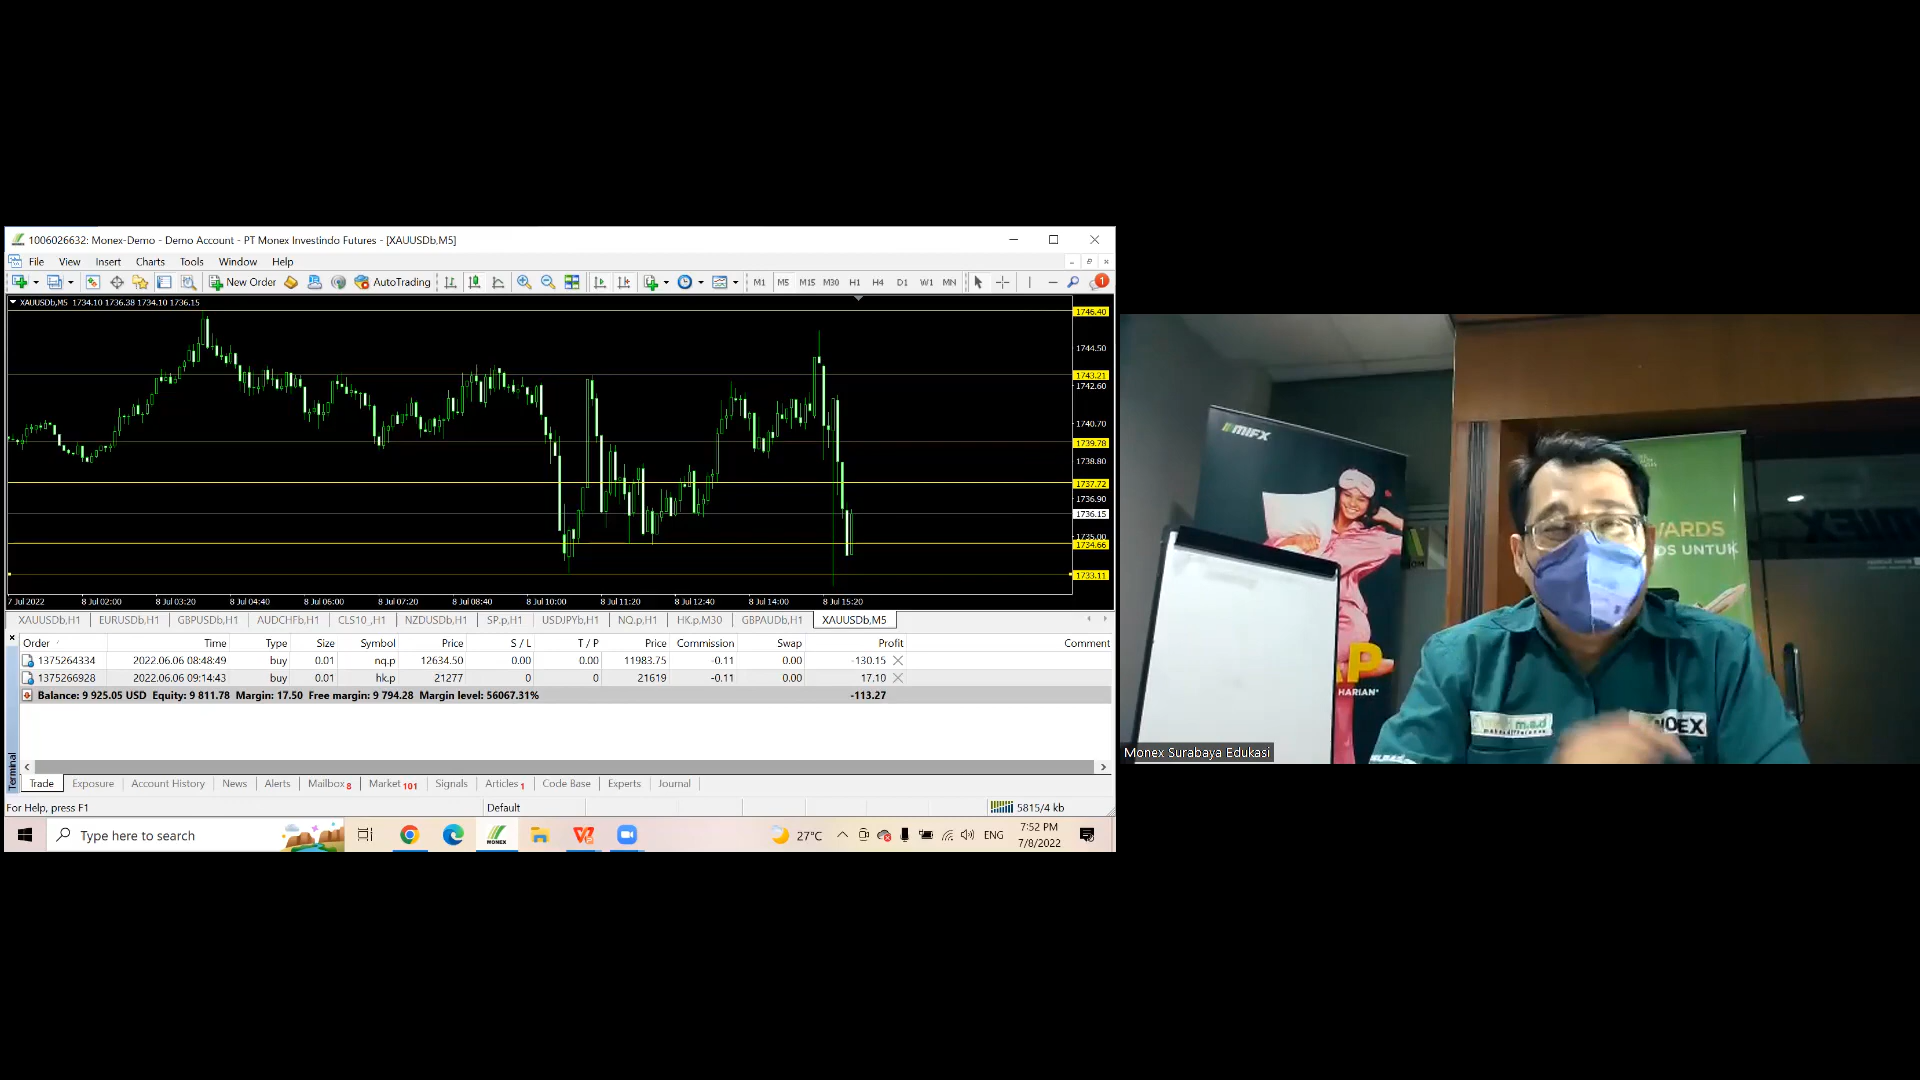 1006026632: Monex-Demo - Demo Account - PT Monex Investindo Futures - [XAUUSDb,M5]
File View Insert Charts Tools Window Help
New Order AutoTrading M1 M5 M15 M30 H1 H4 D1 W1 MN 1
XAUUSDb,M5 1734.10 1736.38 1734.10 1736.15
1746.40
1744.50
1743.21
1742.60
1740.70
1739.78
1738.80
1737.72
1736.90
1736.15
1735.00
1734.66
1733.11
7 Jul 2022 8 Jul 02:00 8 Jul 03:20 8 Jul 04:40 8 Jul 06:00 8 Jul 07:20 8 Jul 08:40 8 Jul 10:00 8 Jul 11:20 8 Jul 12:40 8 Jul 14:00 8 Jul 15:20
XAUUSDb,H1 EURUSDb,H1 GBPUSDb,H1 AUDCHFb,H1 CLS10_,H1 NZDUSDb,H1 SP.p,H1 USDJPYb,H1 NQ.p,H1 HK.p,M30 GBPAUDb,H1 XAUUSDb,M5
Order Time Type Size Symbol Price S / L T / P Price Commission Swap Profit Comment
1375264334 2022.06.06 08:48:49 buy 0.01 nq.p 12634.50 0.00 0.00 11983.75 -0.11 0.00 -130.15
1375266928 2022.06.06 09:14:43 buy 0.01 hk.p 21277 0 0 21619 -0.11 0.00 17.10
Balance: 9 925.05 USD Equity: 9 811.78 Margin: 17.50 Free margin: 9 794.28 Margin level: 56067.31% -113.27
Terminal
Trade Exposure Account History News Alerts Mailbox 8 Market 101 Signals Articles 1 Code Base Experts Journal
For Help, press F1 Default 5815/4 kb
Type here to search MONEX 27°C ENG 7:52 PM
7/8/2022
MIFX
WARDS
DS UNTUK
P
HARIAN*
m.a.d
NOEX
Monex Surabaya Edukasi